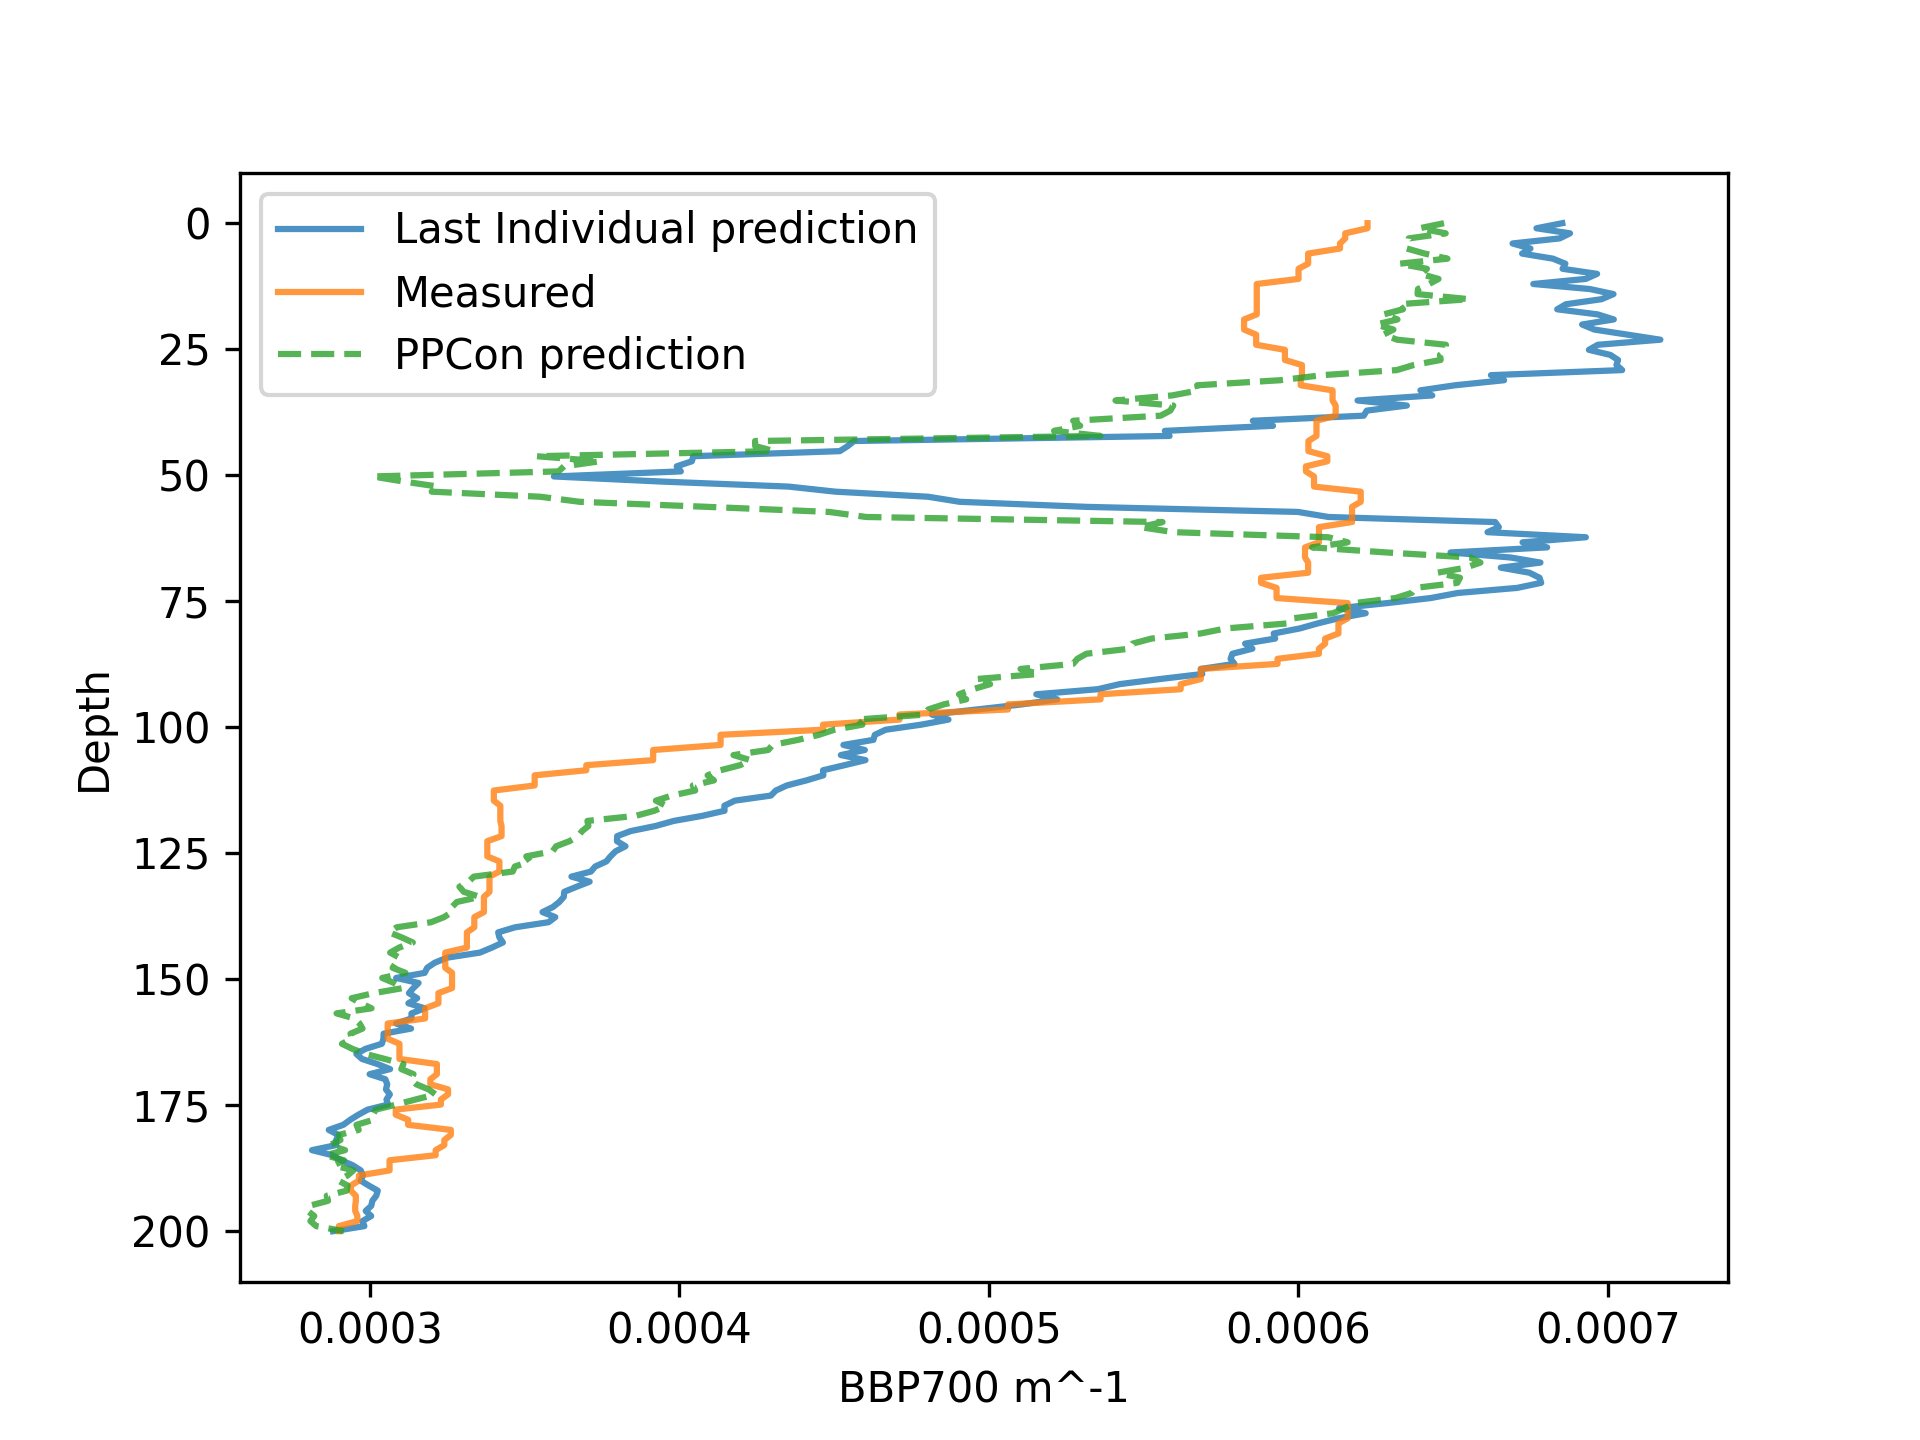 Last Individual prediction
Measured
PPCon prediction
0
25
50
75
100
125
150
175
200
Depth
0.0003 0.0004 0.0005 0.0006 0.0007
BBP700 m^-1